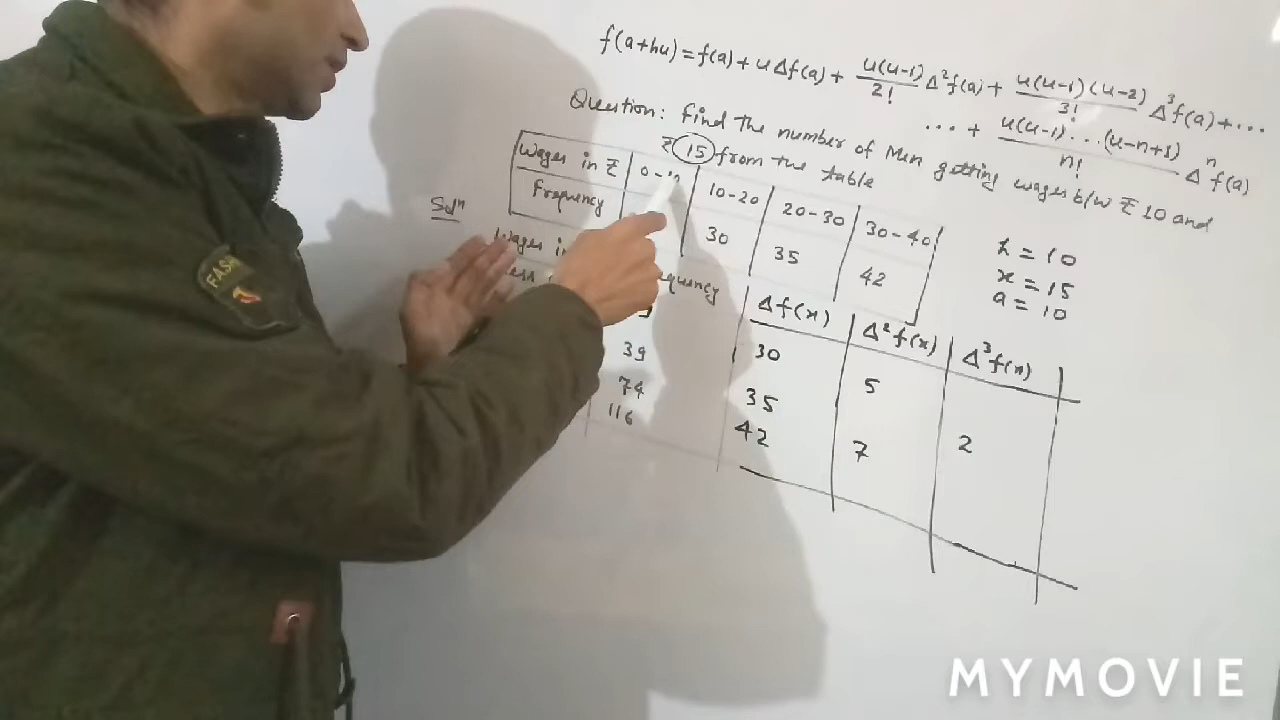 f(a+hu) = f(a) + u Δf(a) + u(u-1)/2! Δ²f(a) + u(u-1)(u-2)/3! Δ³f(a) + ...
... + u(u-1)...(u-n+1)/n! Δⁿf(a)
Question: find the number of Men getting wages b/w ₹ 10 and
₹ 15 from the table
Wages in ₹ 0-10 10-20 20-30 30-40
Frequency 30 35 42
h = 10
x = 15
a = 10
Solⁿ
Wages in
Δf(x) Δ²f(x) Δ³f(x)
39 30 5
74 35 7 2
116 42
FASH
MYMOVIE